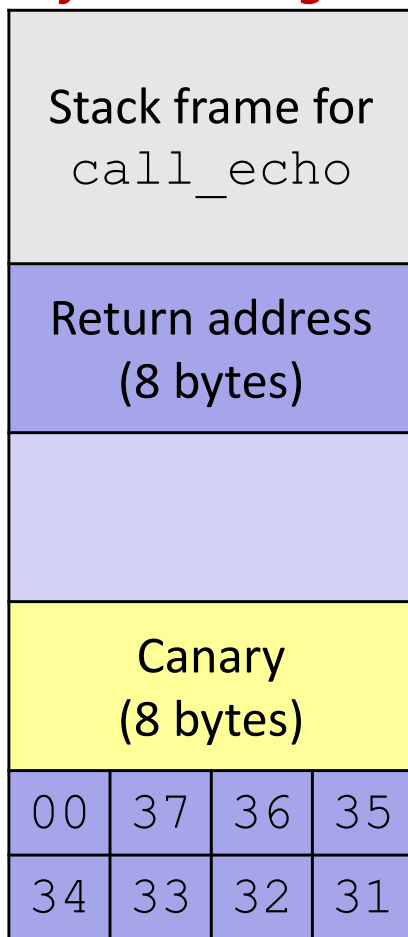 Stack frame for
call_echo
Return address
(8 bytes)
Canary
(8 bytes)
00 37 36 35
34 33 32 31